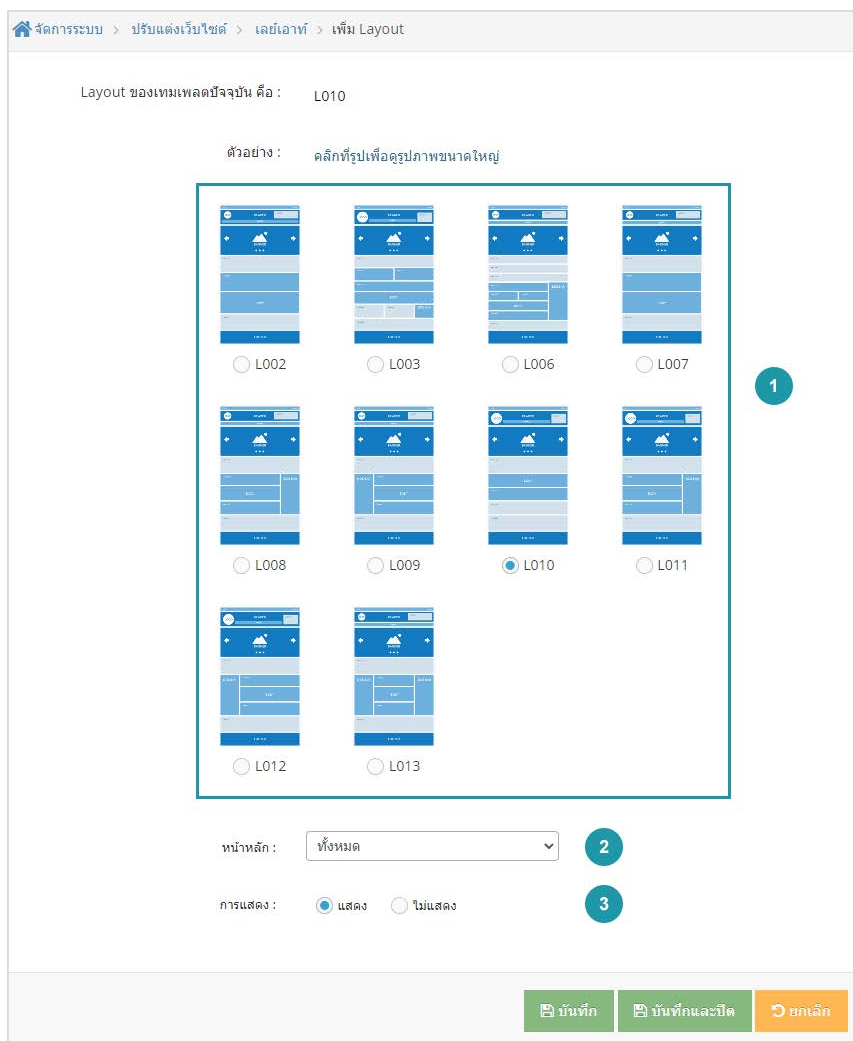 จัดการระบบ > ปรับแต่งเว็บไซต์ > เลย์เอาท์ > เพิ่ม Layout
Layout ของเทมเพลตปัจจุบัน คือ : L010
ตัวอย่าง : คลิกที่รูปเพื่อดูรูปภาพขนาดใหญ่
L002 L003 L006 L007
1
L008 L009 L010 L011
L012 L013
หน้าหลัก : ทั้งหมด 2
การแสดง : แสดง ไม่แสดง 3
บันทึก บันทึกและปิด ยกเลิก